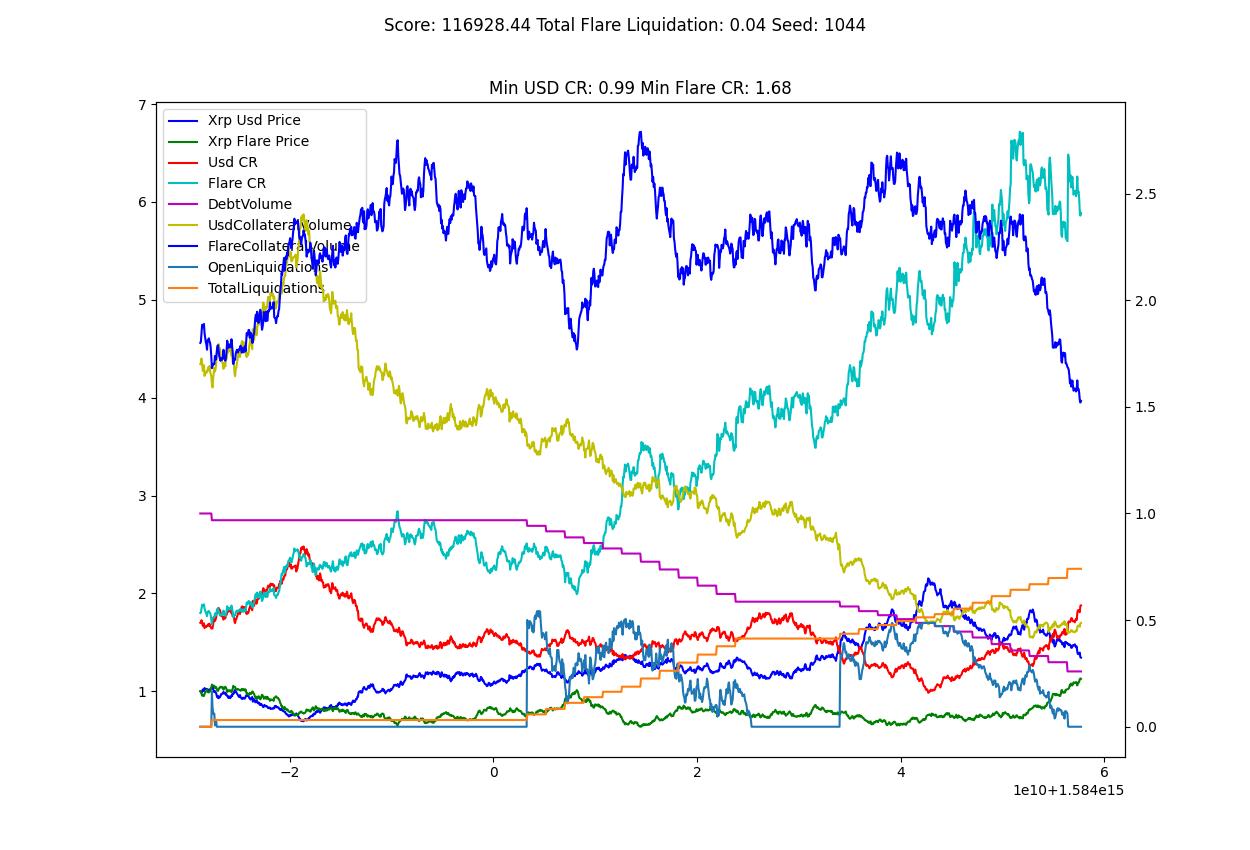 Score: 116928.44 Total Flare Liquidation: 0.04 Seed: 1044
Min USD CR: 0.99 Min Flare CR: 1.68
Xrp Usd Price
Xrp Flare Price
Usd CR
Flare CR
DebtVolume
UsdCollateralVolume
FlareCollateralVolume
OpenLiquidations
TotalLiquidations
7
6
5
4
3
2
1
2.5
2.0
1.5
1.0
0.5
0.0
−2 0 2 4 6
1e10+1.584e15